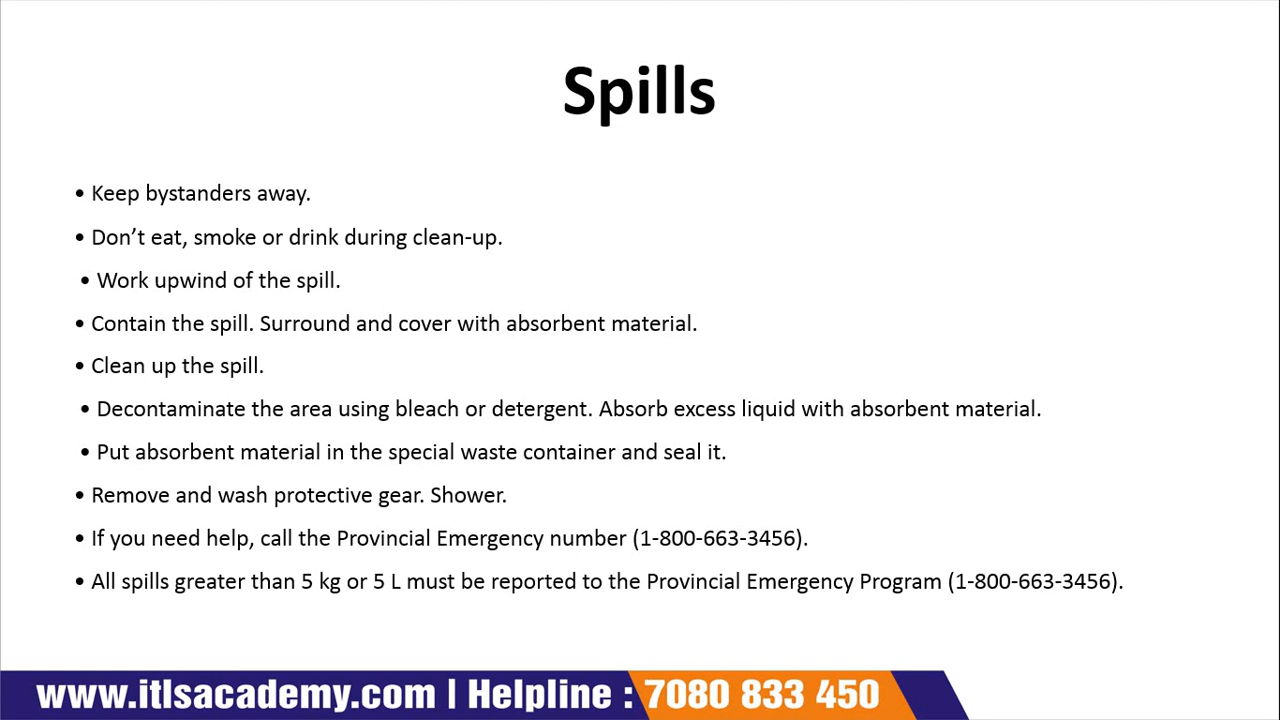 Spills
• Keep bystanders away.
• Don’t eat, smoke or drink during clean-up.
• Work upwind of the spill.
• Contain the spill. Surround and cover with absorbent material.
• Clean up the spill.
• Decontaminate the area using bleach or detergent. Absorb excess liquid with absorbent material.
• Put absorbent material in the special waste container and seal it.
• Remove and wash protective gear. Shower.
• If you need help, call the Provincial Emergency number (1-800-663-3456).
• All spills greater than 5 kg or 5 L must be reported to the Provincial Emergency Program (1-800-663-3456).
www.itlsacademy.com | Helpline : 7080 833 450